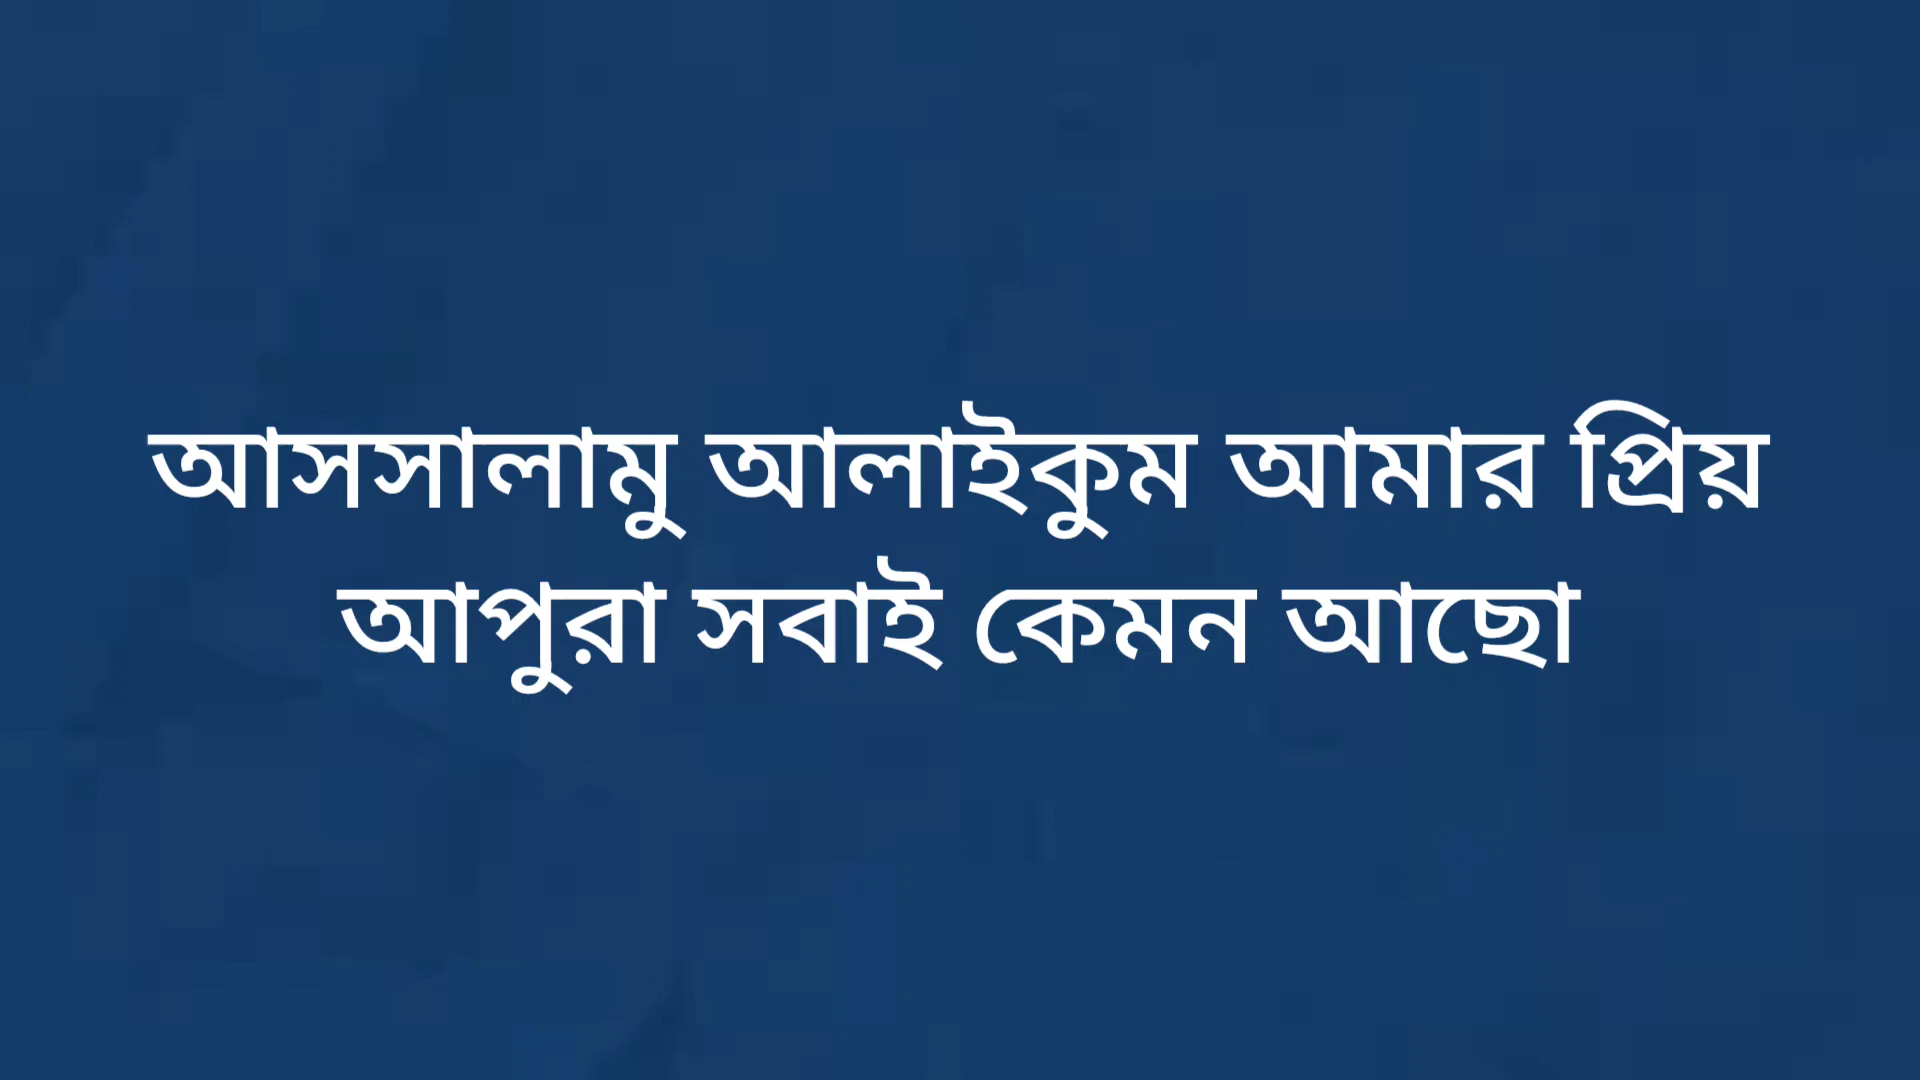 আসসালামু আলাইকুম আমার প্রিয়
আপুরা সবাই কেমন আছো